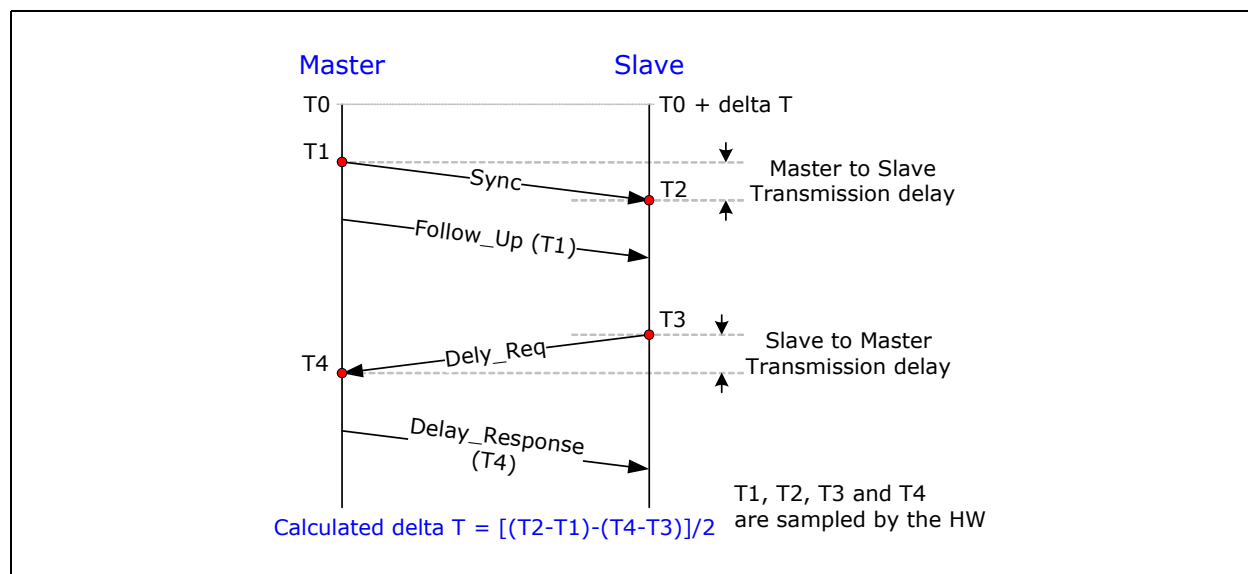 Master
Slave
T0
T0 + delta T
T1
Sync
T2
Master to Slave
Transmission delay
Follow_Up (T1)
T3
Dely_Req
T4
Slave to Master
Transmission delay
Delay_Response
(T4)
T1, T2, T3 and T4
are sampled by the HW
Calculated delta T = [(T2-T1)-(T4-T3)]/2